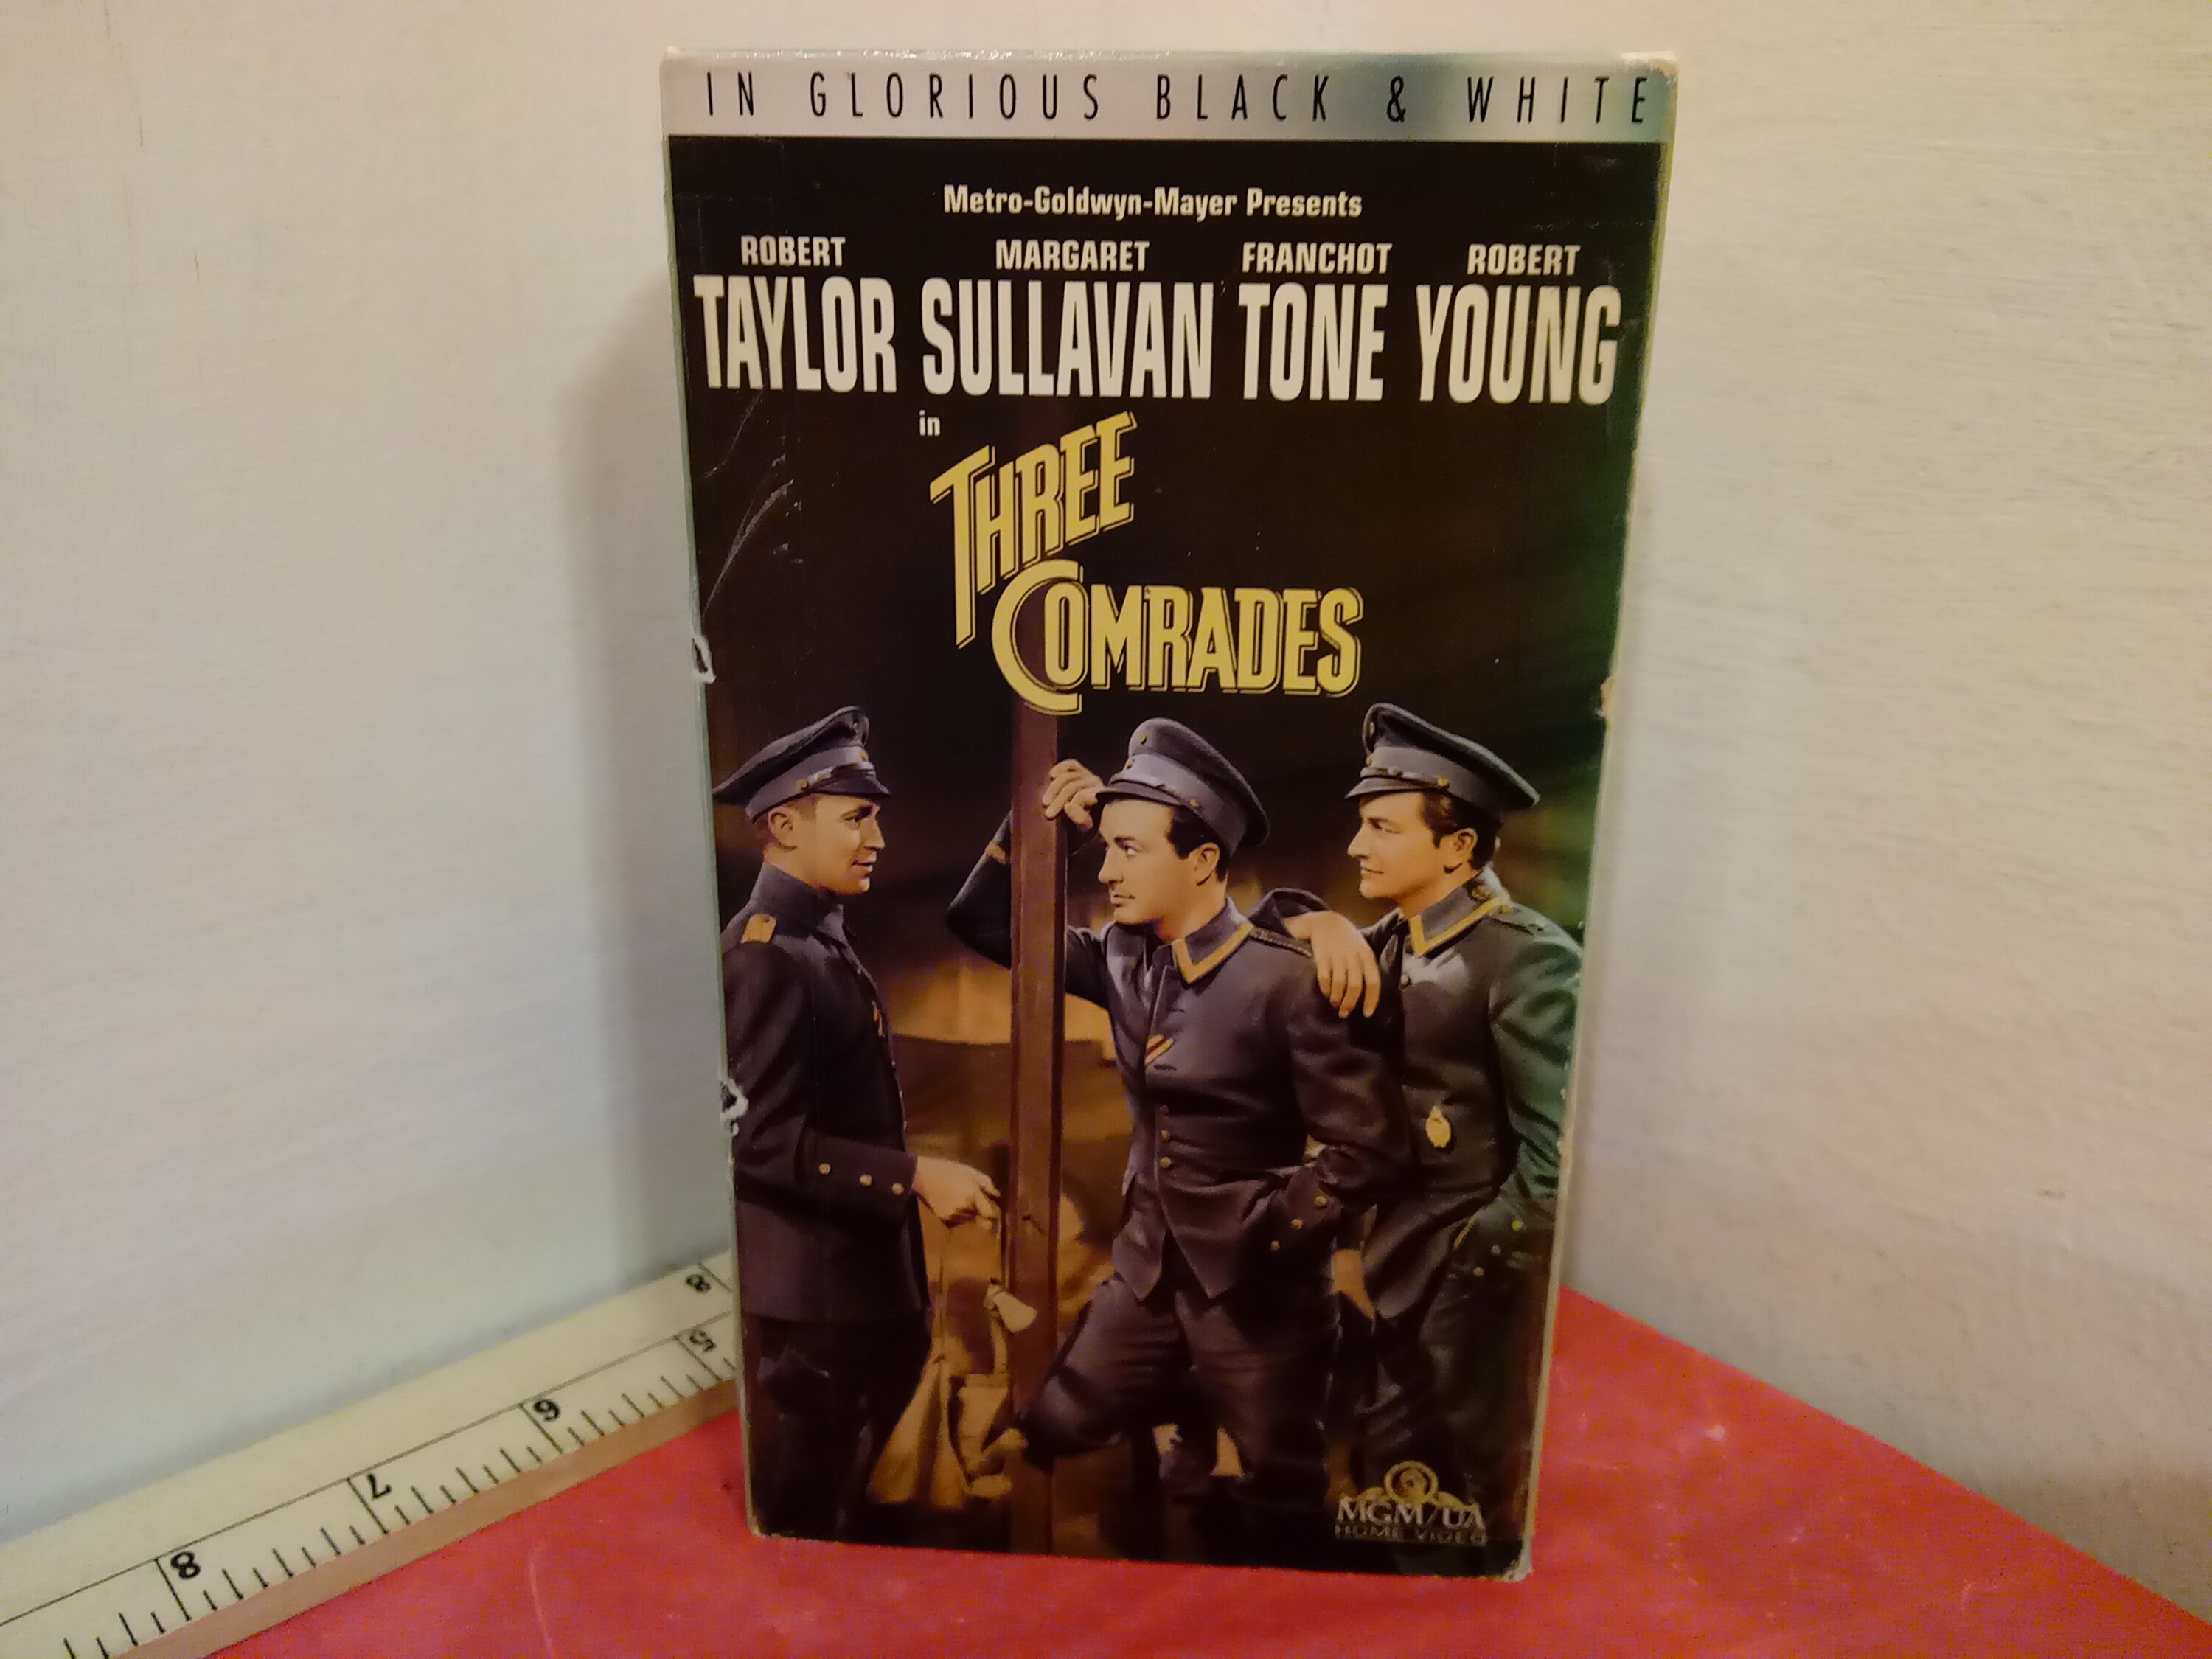 IN GLORIOUS BLACK & WHITE
Metro-Goldwyn-Mayer Presents
ROBERT MARGARET FRANCHOT ROBERT
TAYLOR SULLAVAN TONE YOUNG
in
THREE
COMRADES
MGM/UA
HOME VIDEO
8
5
6
7
8